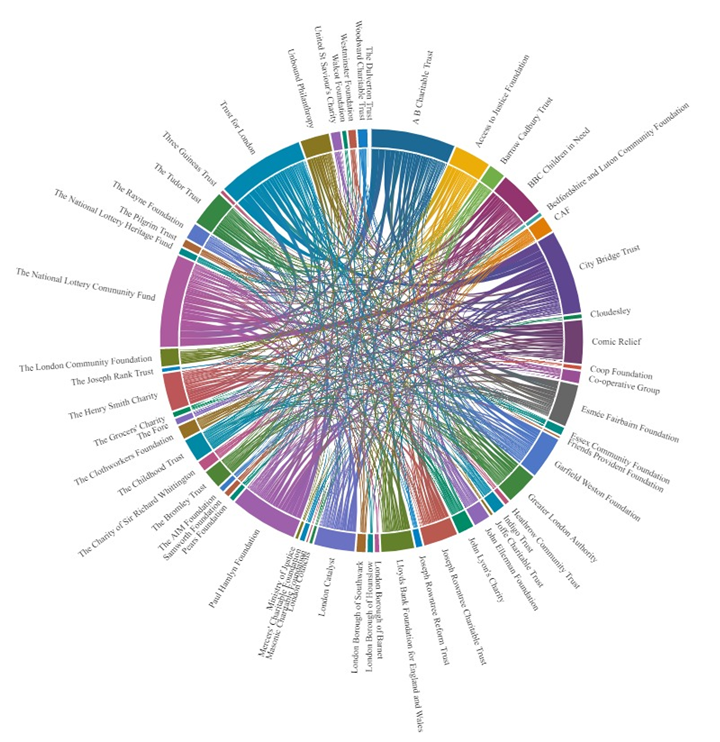 The Dulverton Trust
A B Charitable Trust
Access to Justice Foundation
Barrow Cadbury Trust
BBC Children in Need
Bedfordshire and Luton Community Foundation
CAF
City Bridge Trust
Cloudesley
Comic Relief
Coop Foundation
Co-operative Group
Esmée Fairbairn Foundation
Essex Community Foundation
Friends Provident Foundation
Garfield Weston Foundation
Greater London Authority
Heathrow Community Trust
Indigo Trust
Joffe Charitable Trust
John Ellerman Foundation
John Lyon's Charity
Joseph Rowntree Charitable Trust
Joseph Rowntree Reform Trust
Lloyds Bank Foundation for England and Wales
London Borough of Barnet
London Borough of Hounslow
London Borough of Southwark
London Catalyst
London Councils
Masonic Charitable Foundation
Mercers' Charitable Foundation
Ministry of Justice
Paul Hamlyn Foundation
Pears Foundation
Samworth Foundation
The AIM Foundation
The Bromley Trust
The Charity of Sir Richard Whittington
The Childhood Trust
The Clothworkers Foundation
The Fore
The Grocers' Charity
The Henry Smith Charity
The Joseph Rank Trust
The London Community Foundation
The National Lottery Community Fund
The National Lottery Heritage Fund
The Pilgrim Trust
The Rayne Foundation
The Tudor Trust
Three Guineas Trust
Trust for London
Unbound Philanthropy
United St Saviour's Charity
Walcot Foundation
Westminster Foundation
Woodward Charitable Trust